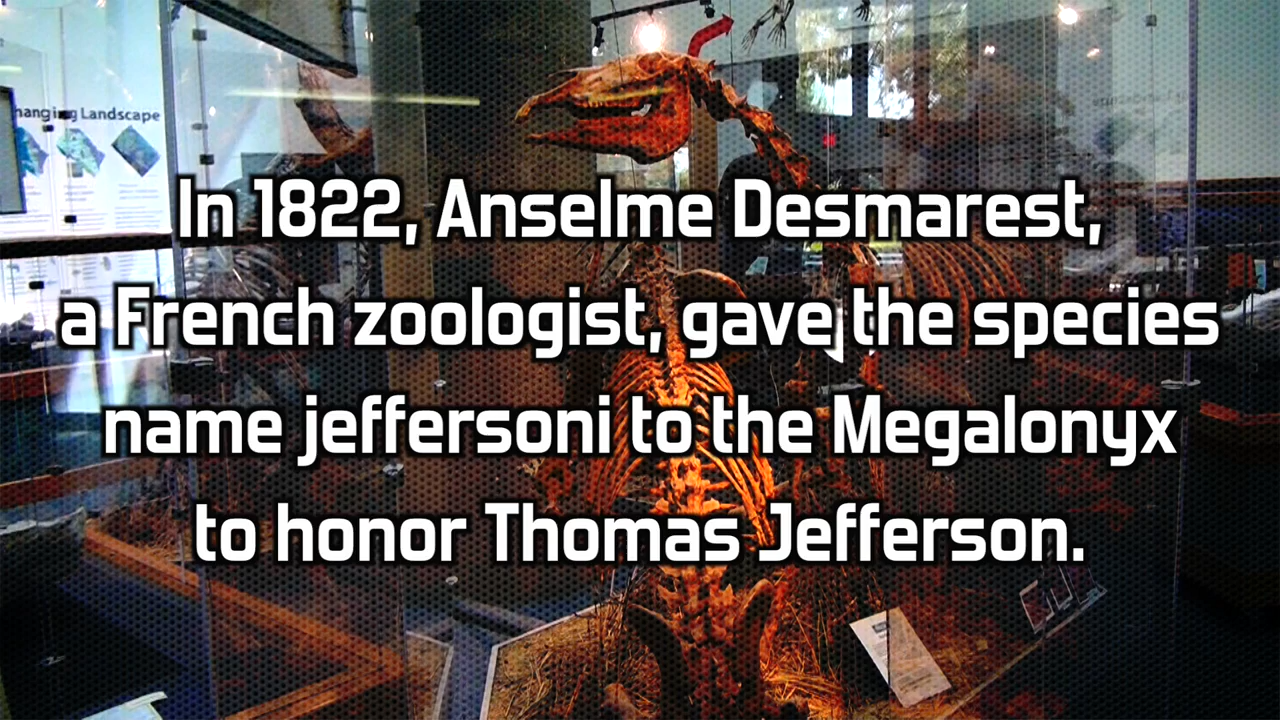 hanging Landscape
In 1822, Anselme Desmarest,
a French zoologist, gave the species
name jeffersoni to the Megalonyx
to honor Thomas Jefferson.